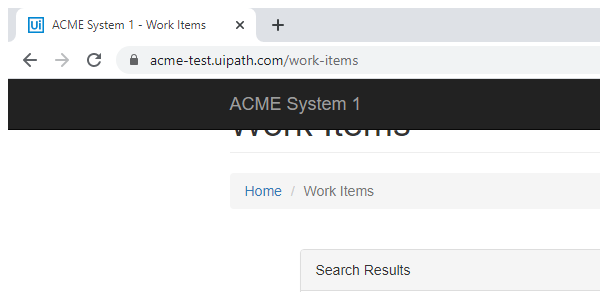 Ui ACME System 1 - Work Items
acme-test.uipath.com/work-items
ACME System 1
Work Items
Home / Work Items
Search Results